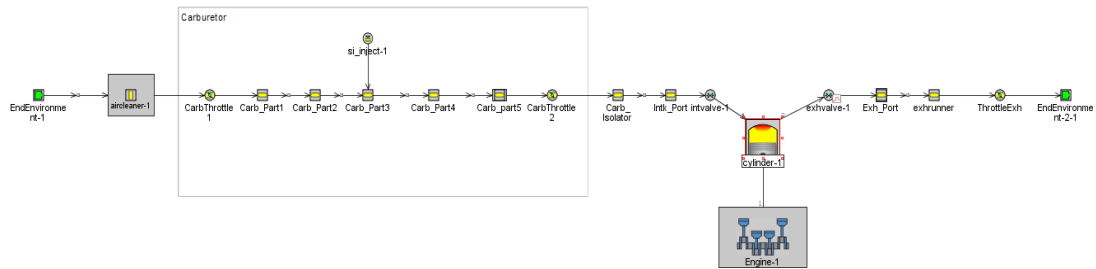 Carburetor
si_inject-1
EndEnvironme
nt-1
aircleaner-1
CarbThrottle
1
Carb_Part1
Carb_Part2
Carb_Part3
Carb_Part4
Carb_part5
CarbThrottle
2
Carb_
Isolator
Intk_Port
intvalve-1
exhvalve-1
Exh_Port
exhrunner
ThrottleExh
EndEnvironme
nt-2-1
cylinder-1
1
Engine-1